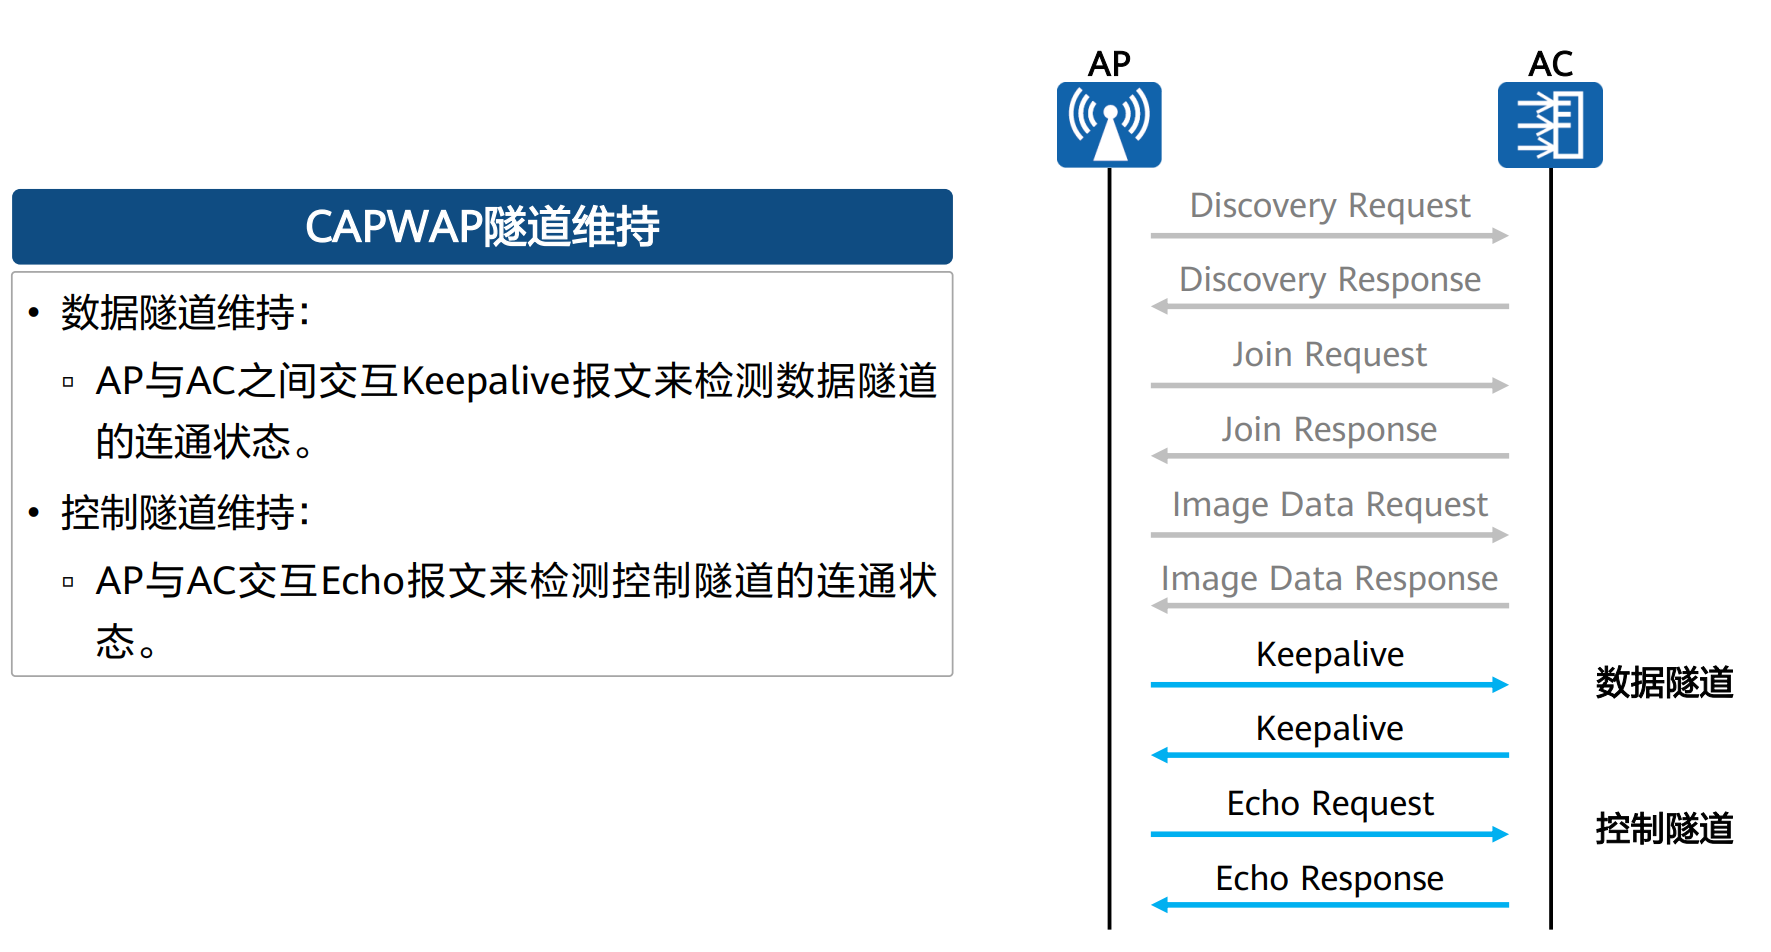 CAPWAP隧道维持
• 数据隧道维持：
▫ AP与AC之间交互Keepalive报文来检测数据隧道
的连通状态。
• 控制隧道维持：
▫ AP与AC交互Echo报文来检测控制隧道的连通状
态。
AP
AC
Discovery Request
Discovery Response
Join Request
Join Response
Image Data Request
Image Data Response
Keepalive
数据隧道
Keepalive
Echo Request
控制隧道
Echo Response